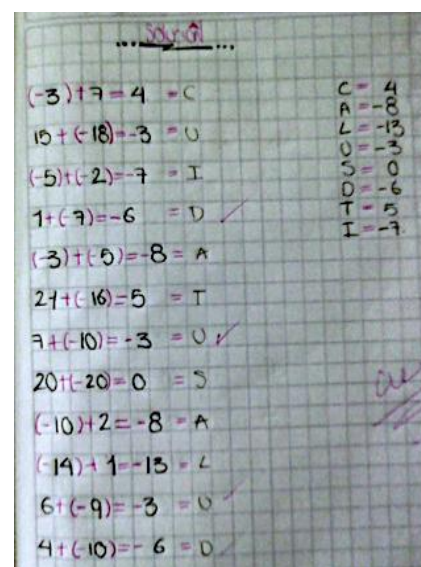 (-3)+7=4 = C
15+(-18)=-3 = U
(-5)+(-2)=-7 = I
1+(-7)=-6 = D
(-3)+(-5)=-8 = A
21+(-16)=5 = T
7+(-10)=-3 = U
20+(-20)=0 = S
(-10)+2=-8 = A
(-14)+1=-13 = L
6+(-9)=-3 = U
4+(-10)=-6 = D
C = 4
A = -8
L = -13
U = -3
S = 0
D = -6
T = 5
I = -7